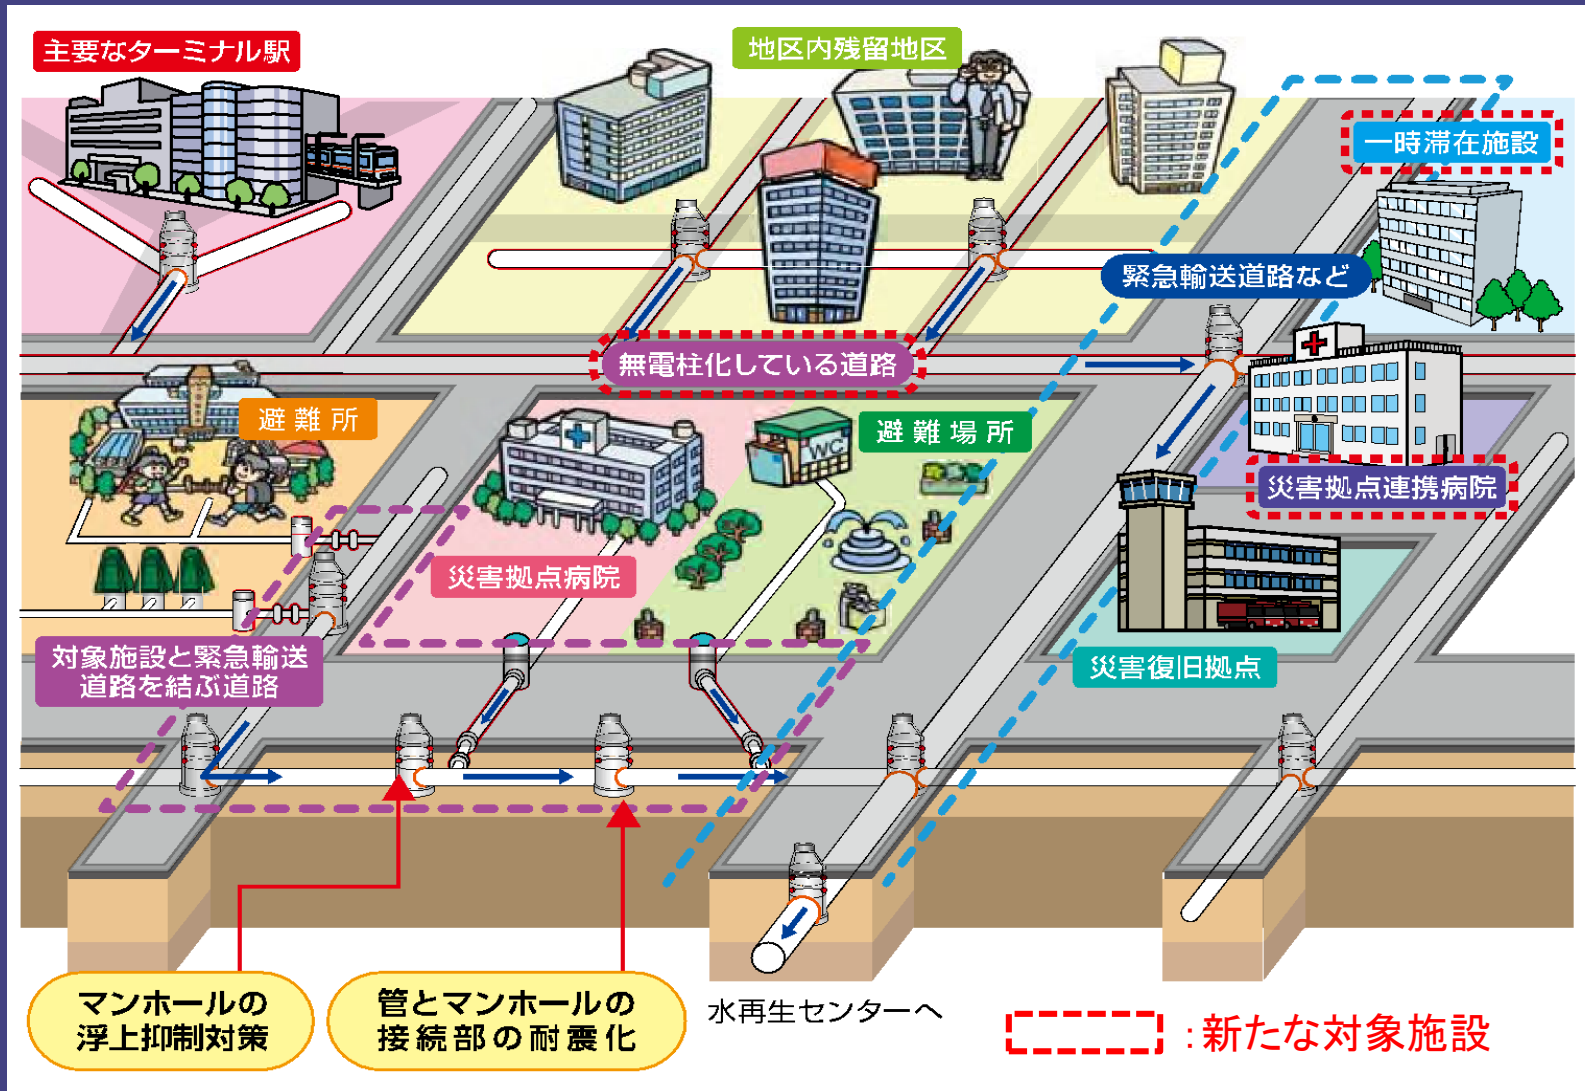 主要なターミナル駅
地区内残留地区
一時滞在施設
緊急輸送道路など
無電柱化している道路
避難所
避難場所
WC
災害拠点連携病院
災害拠点病院
対象施設と緊急輸送
道路を結ぶ道路
災害復旧拠点
マンホールの
浮上抑制対策
管とマンホールの
接続部の耐震化
水再生センターへ
:新たな対象施設